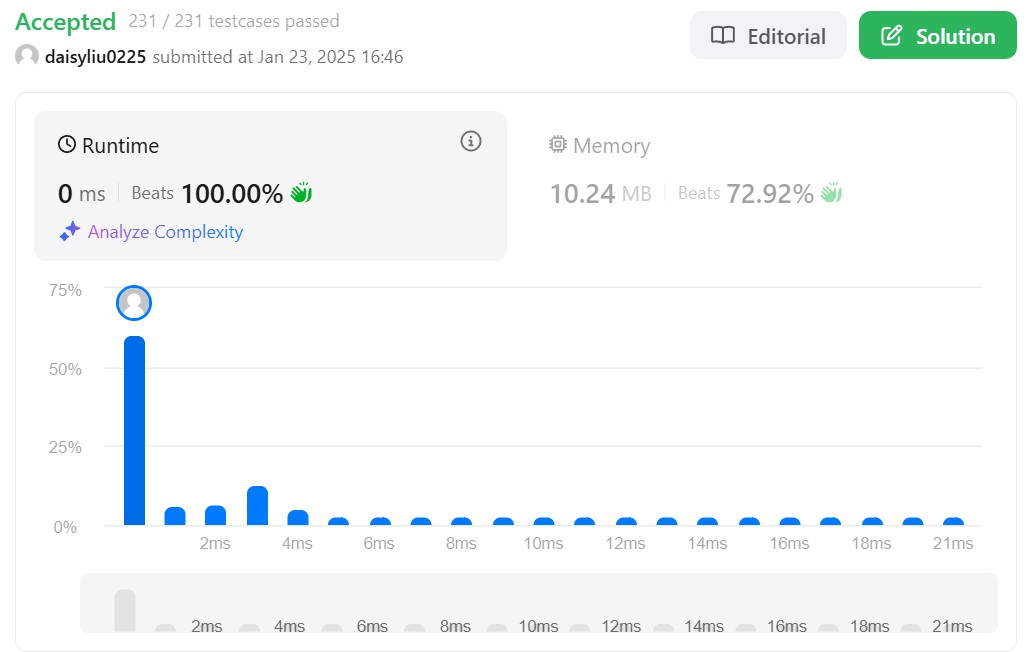 Accepted 231 / 231 testcases passed
Editorial
Solution
daisyliu0225 submitted at Jan 23, 2025 16:46
Runtime
0 ms Beats 100.00%
Analyze Complexity
Memory
10.24 MB Beats 72.92%
75%
50%
25%
0%
2ms 4ms 6ms 8ms 10ms 12ms 14ms 16ms 18ms 21ms
2ms 4ms 6ms 8ms 10ms 12ms 14ms 16ms 18ms 21ms